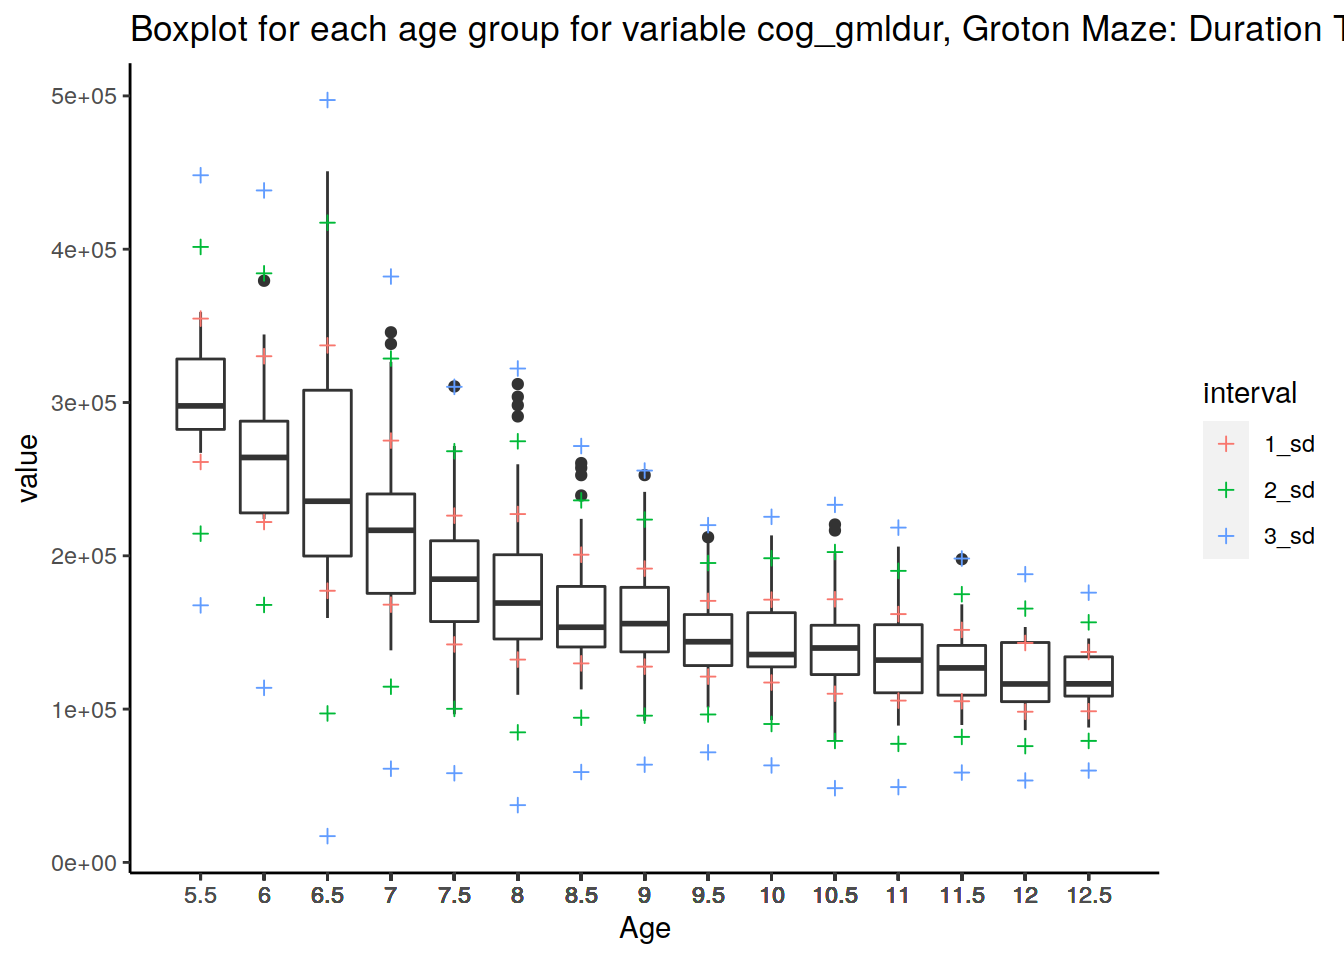 Boxplot for each age group for variable cog_gmldur, Groton Maze: Duration T
5e+05
4e+05
3e+05
2e+05
1e+05
0e+00
value
5.5 6 6.5 7 7.5 8 8.5 9 9.5 10 10.5 11 11.5 12 12.5
Age
interval
1_sd
2_sd
3_sd